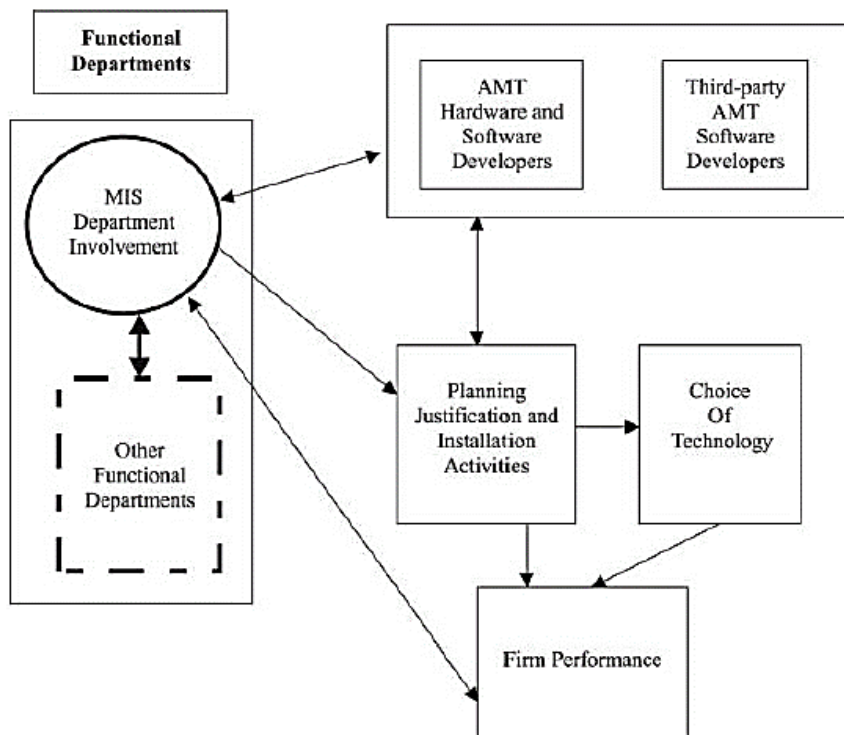 Functional
Departments
AMT
Hardware and
Software
Developers
Third-party
AMT
Software
Developers
MIS
Department
Involvement
Planning
Justification and
Installation
Activities
Choice
Of
Technology
Other
Functional
Departments
Firm Performance